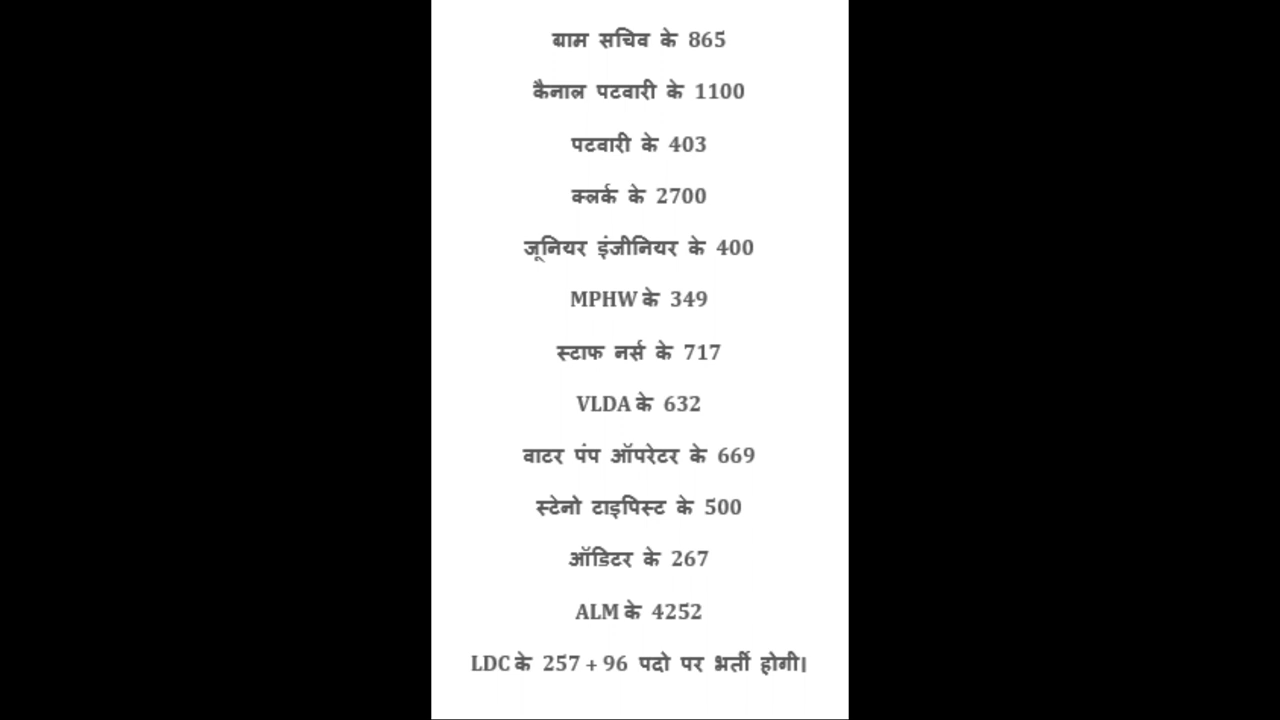 ग्राम सचिव के 865
कैनाल पटवारी के 1100
पटवारी के 403
क्लर्क के 2700
जूनियर इंजीनियर के 400
MPHW के 349
स्टाफ नर्स के 717
VLDA के 632
वाटर पंप ऑपरेटर के 669
स्टेनो टाइपिस्ट के 500
ऑडिटर के 267
ALM के 4252
LDC के 257 + 96 पदो पर भर्ती होगी।